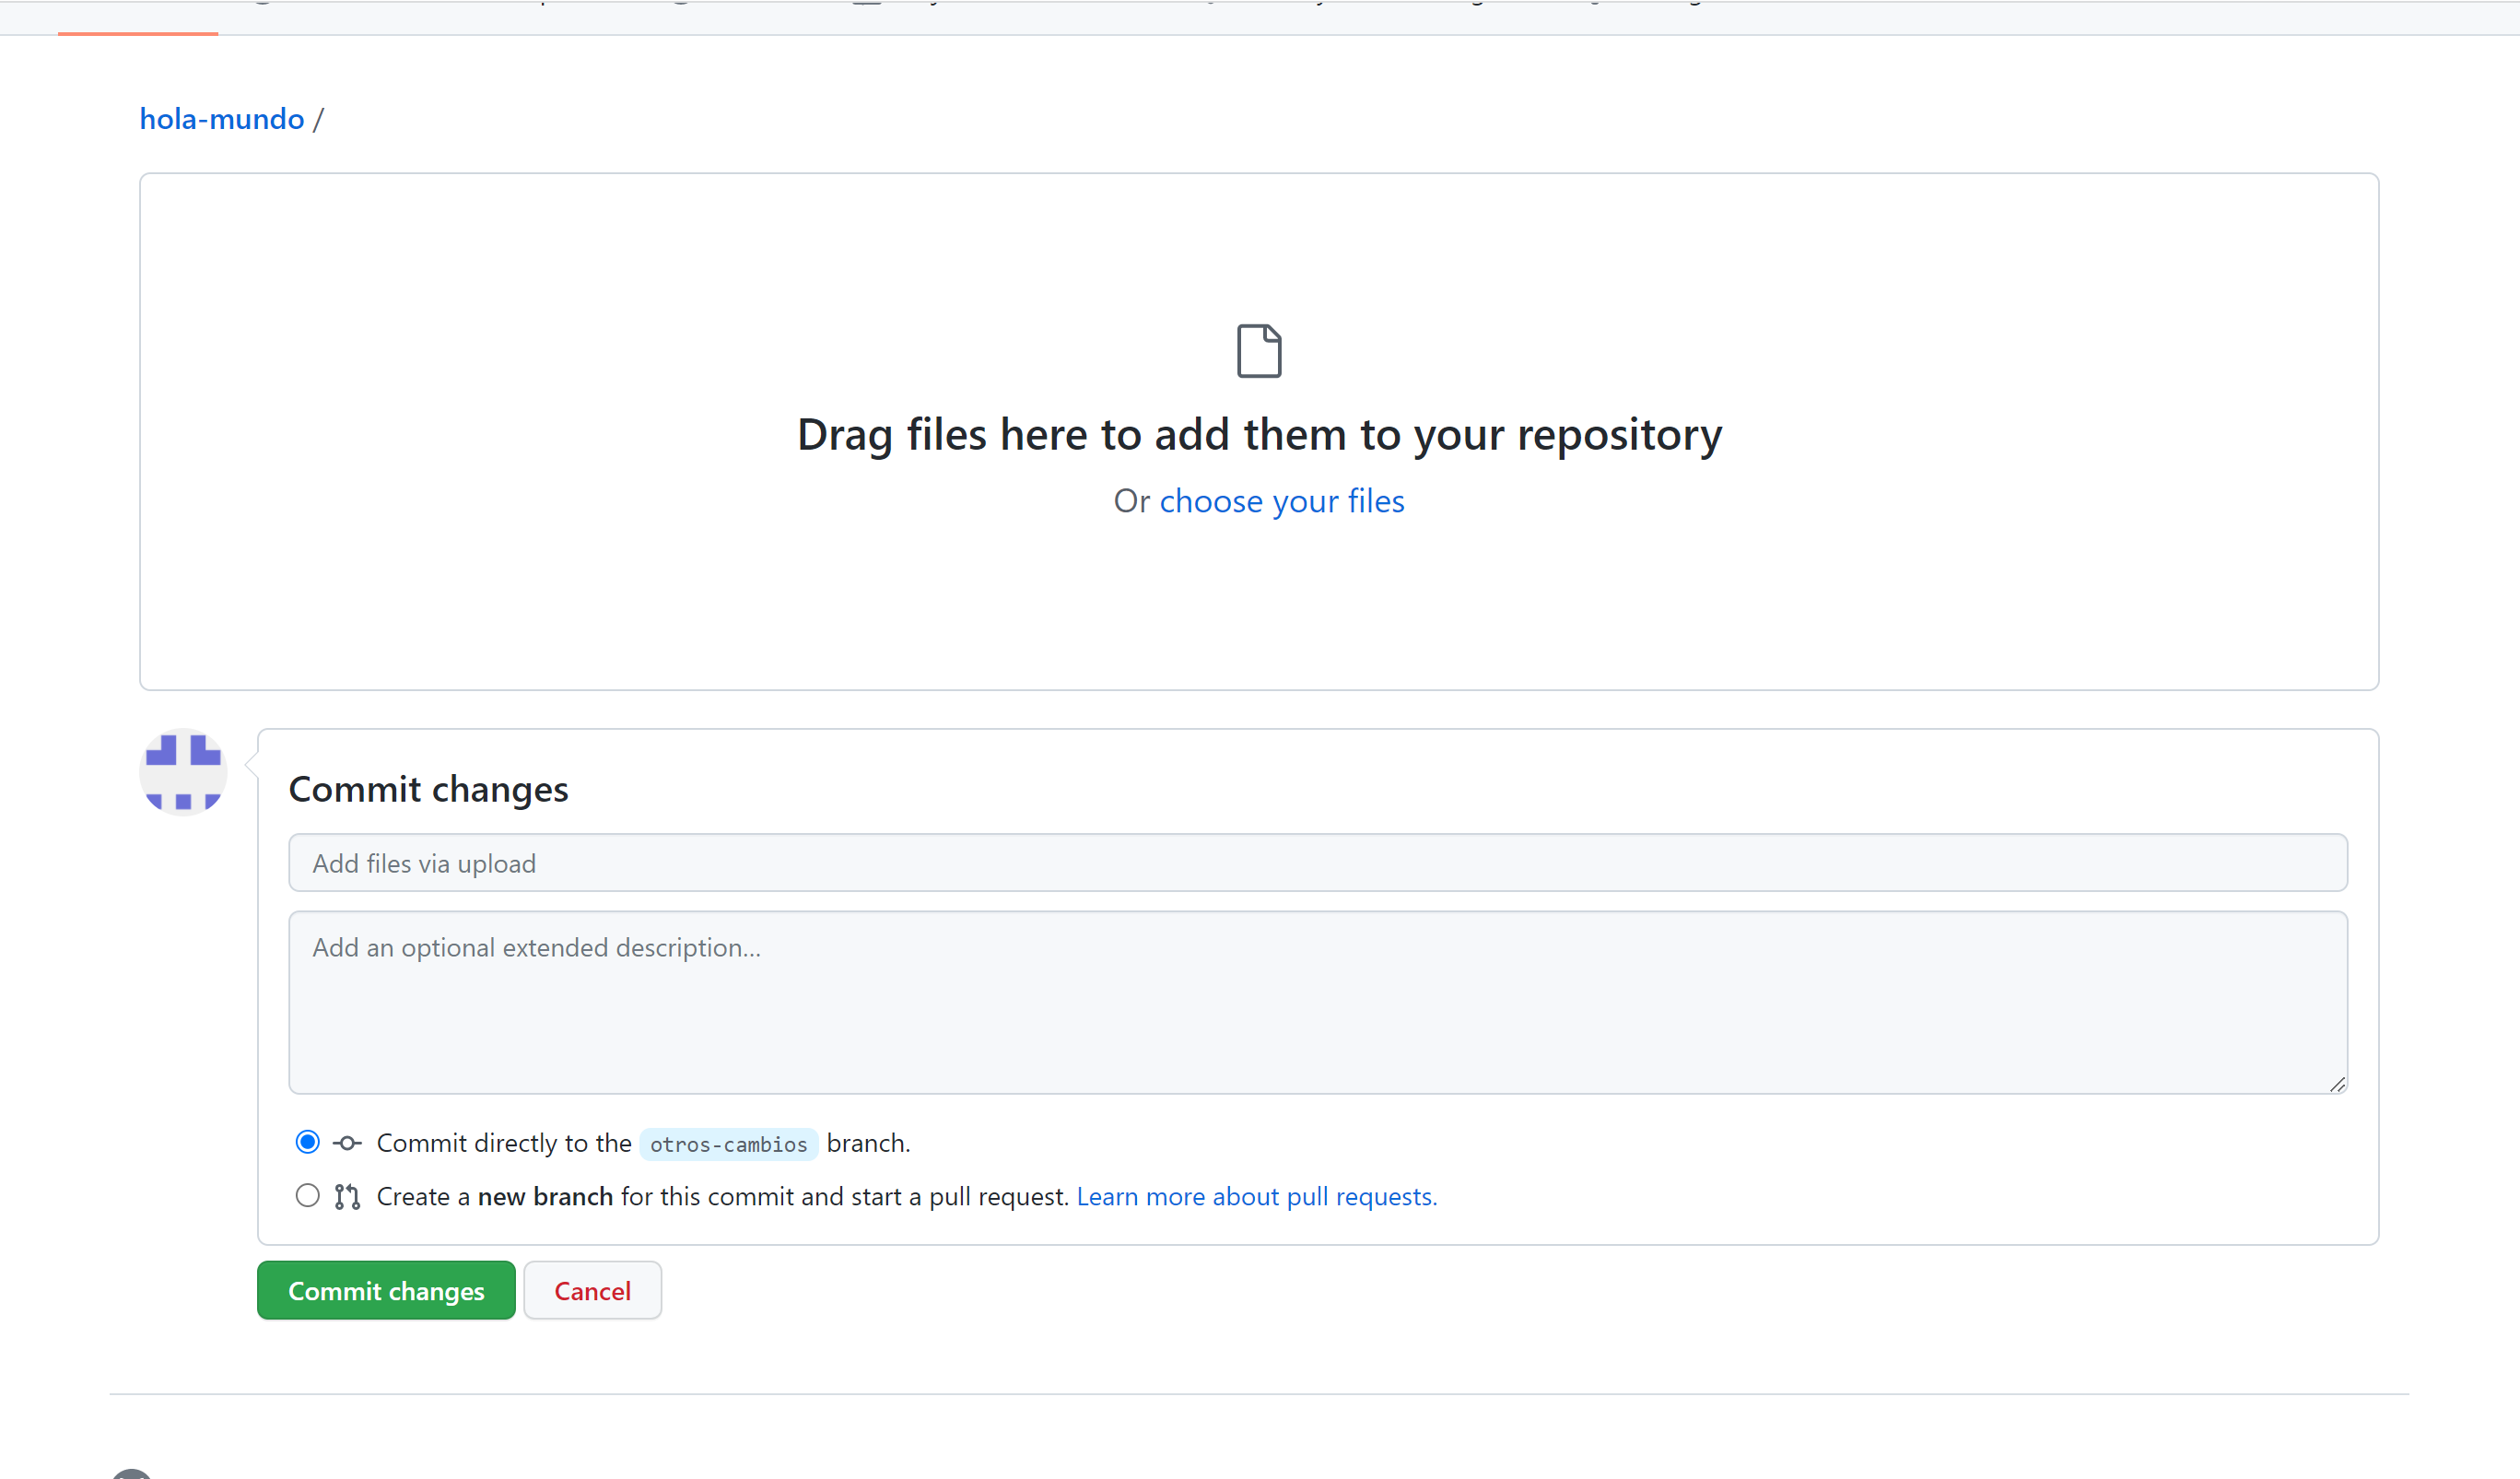 hola-mundo /
Drag files here to add them to your repository
Or choose your files
Commit changes
Add files via upload
Add an optional extended description...
Commit directly to the otros-cambios branch.
Create a new branch for this commit and start a pull request. Learn more about pull requests.
Commit changes Cancel